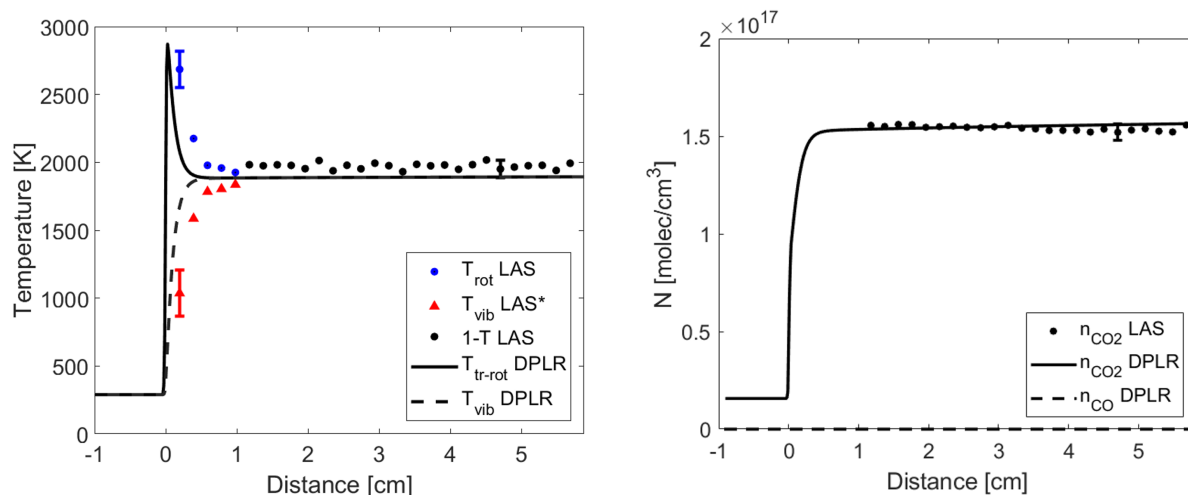 3000
2500
2000
1500
1000
500
0
Temperature [K]
-1 0 1 2 3 4 5
Distance [cm]
T_rot LAS
T_vib LAS*
1-T LAS
T_tr-rot DPLR
T_vib DPLR
×10^17
2
1.5
1
0.5
0
N [molec/cm^3]
-1 0 1 2 3 4 5
Distance [cm]
n_CO2 LAS
n_CO2 DPLR
n_CO DPLR